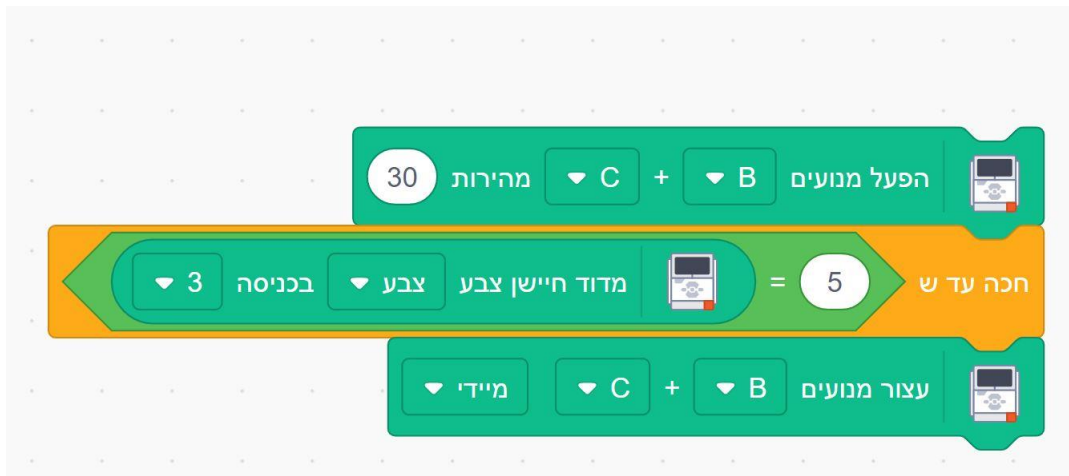 הפעל מנועים B + C מהירות 30
חכה עד ש 5 = מדוד חיישן צבע צבע בכניסה 3
עצור מנועים B + C מיידי